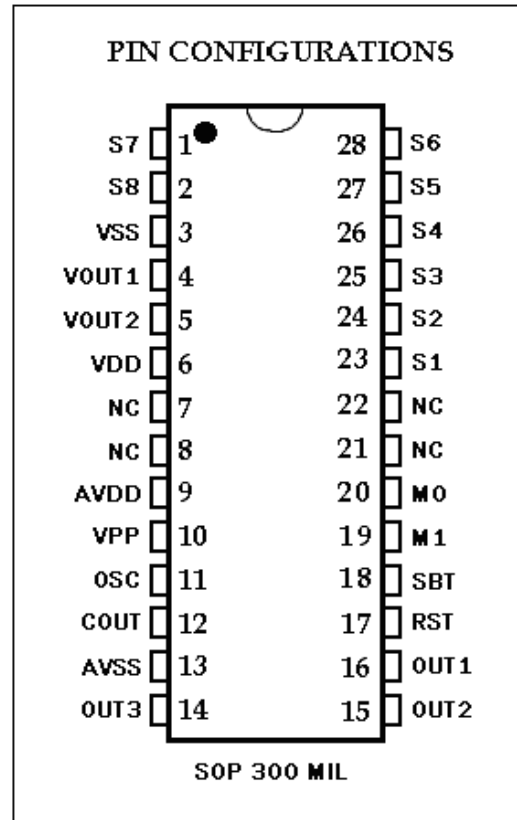 PIN CONFIGURATIONS
S7 1 28 S6
S8 2 27 S5
VSS 3 26 S4
VOUT1 4 25 S3
VOUT2 5 24 S2
VDD 6 23 S1
NC 7 22 NC
NC 8 21 NC
AVDD 9 20 M0
VPP 10 19 M1
OSC 11 18 SBT
COUT 12 17 RST
AVSS 13 16 OUT1
OUT3 14 15 OUT2
SOP 300 MIL